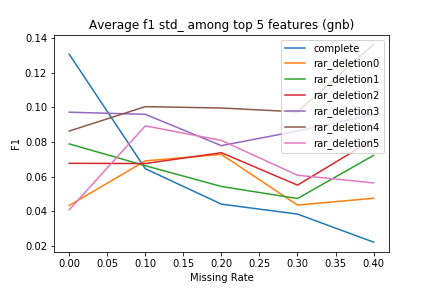 Average f1 std_ among top 5 features (gnb)
0.14
0.12
0.10
0.08
0.06
0.04
0.02
F1
complete
rar_deletion0
rar_deletion1
rar_deletion2
rar_deletion3
rar_deletion4
rar_deletion5
0.00 0.05 0.10 0.15 0.20 0.25 0.30 0.35 0.40
Missing Rate